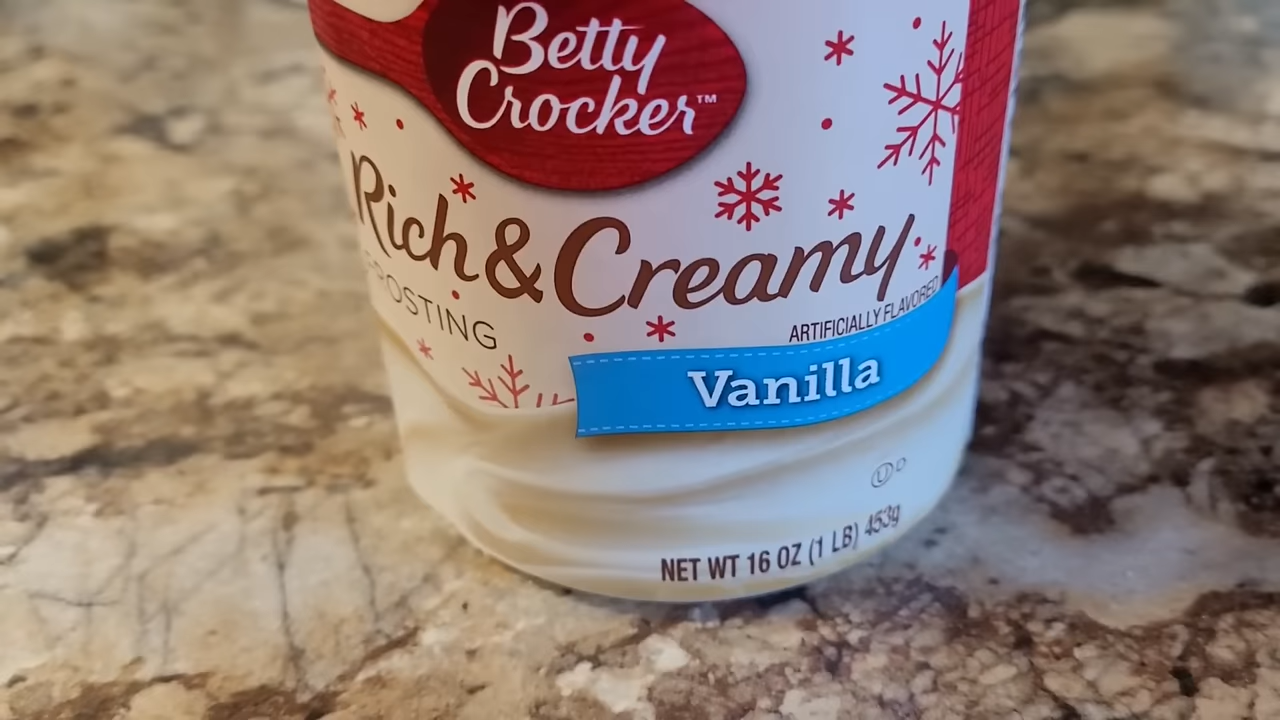 Betty
Crocker™
Rich & Creamy
FROSTING
ARTIFICIALLY FLAVORED
Vanilla
U D
NET WT 16 OZ (1 LB) 453g